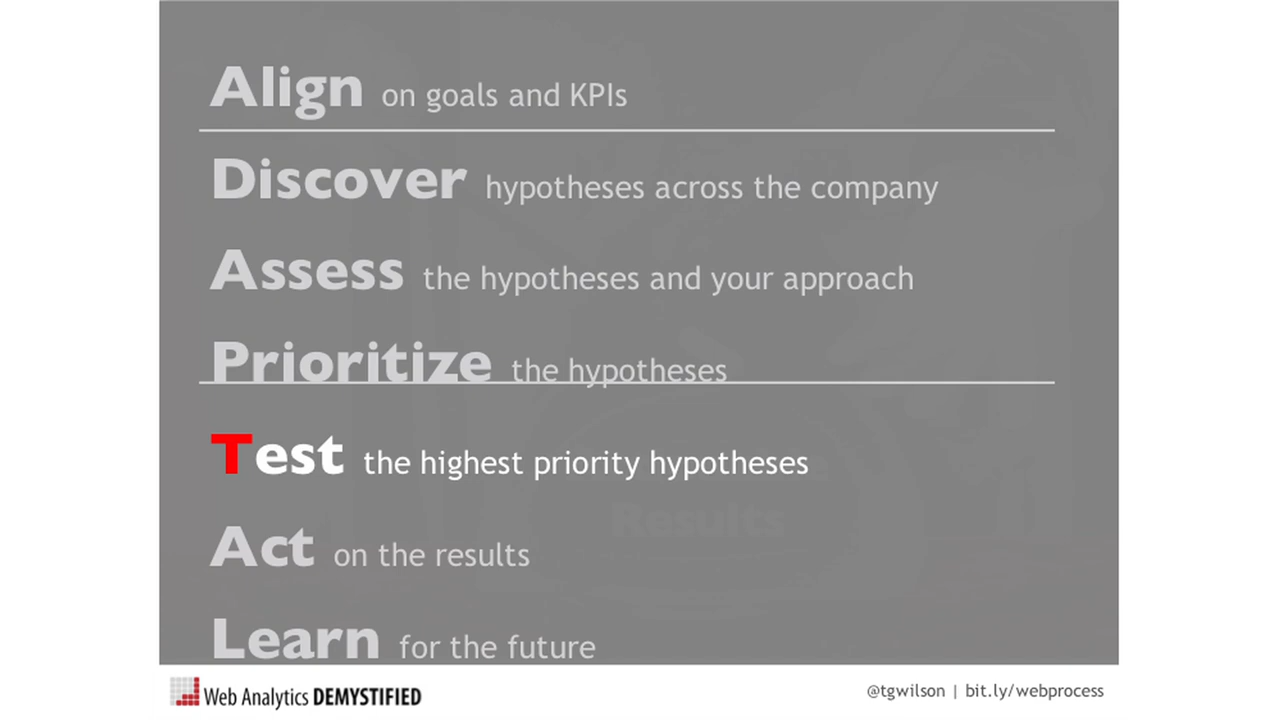 Align on goals and KPIs
Discover hypotheses across the company
Assess the hypotheses and your approach
Prioritize the hypotheses
Test the highest priority hypotheses
Results
Act on the results
Learn for the future
Web Analytics DEMYSTIFIED
@tgwilson | bit.ly/webprocess